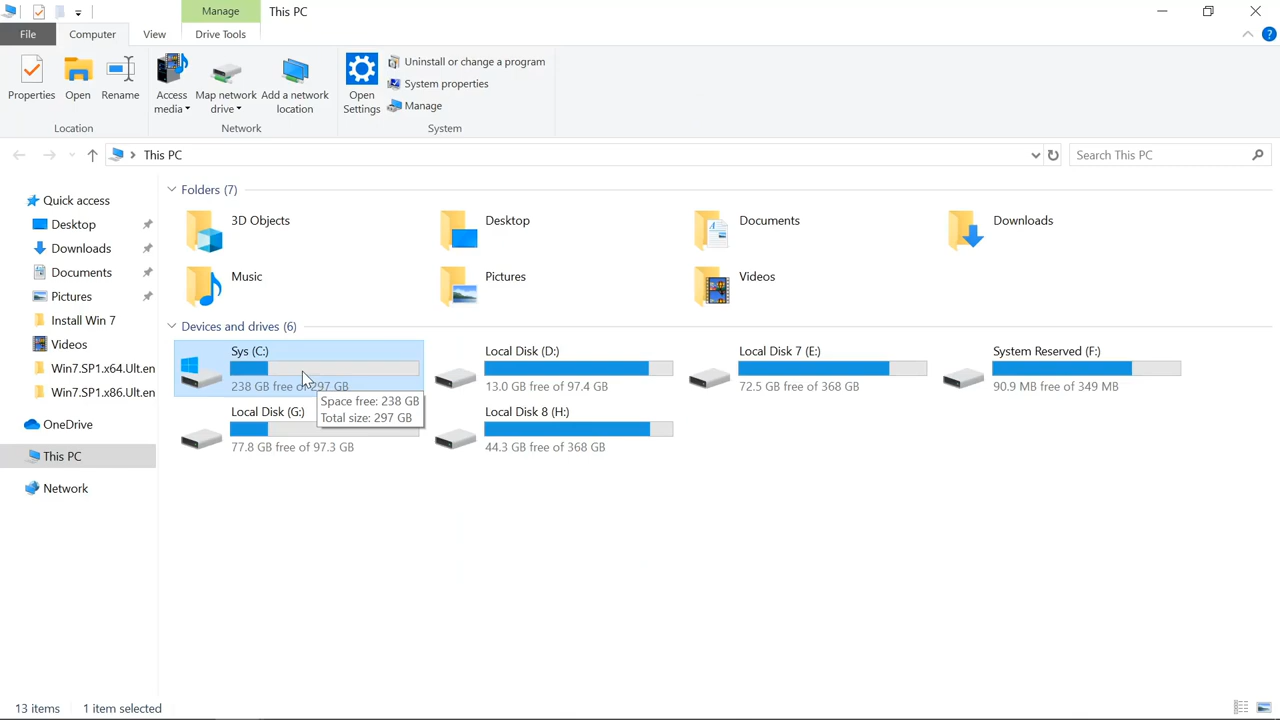 Manage
This PC
File
Computer
View
Drive Tools
Properties
Open
Rename
Access media
Map network drive
Add a network location
Open Settings
Uninstall or change a program
System properties
Manage
Location
Network
System
This PC
Search This PC
Quick access
Desktop
Downloads
Documents
Pictures
Install Win 7
Videos
Win7.SP1.x64.Ult.en
Win7.SP1.x86.Ult.en
OneDrive
This PC
Network
Folders (7)
3D Objects
Desktop
Documents
Downloads
Music
Pictures
Videos
Devices and drives (6)
Sys (C:)
238 GB free of 297 GB
Space free: 238 GB
Total size: 297 GB
Local Disk (D:)
13.0 GB free of 97.4 GB
Local Disk 7 (E:)
72.5 GB free of 368 GB
System Reserved (F:)
90.9 MB free of 349 MB
Local Disk (G:)
77.8 GB free of 97.3 GB
Local Disk 8 (H:)
44.3 GB free of 368 GB
13 items
1 item selected